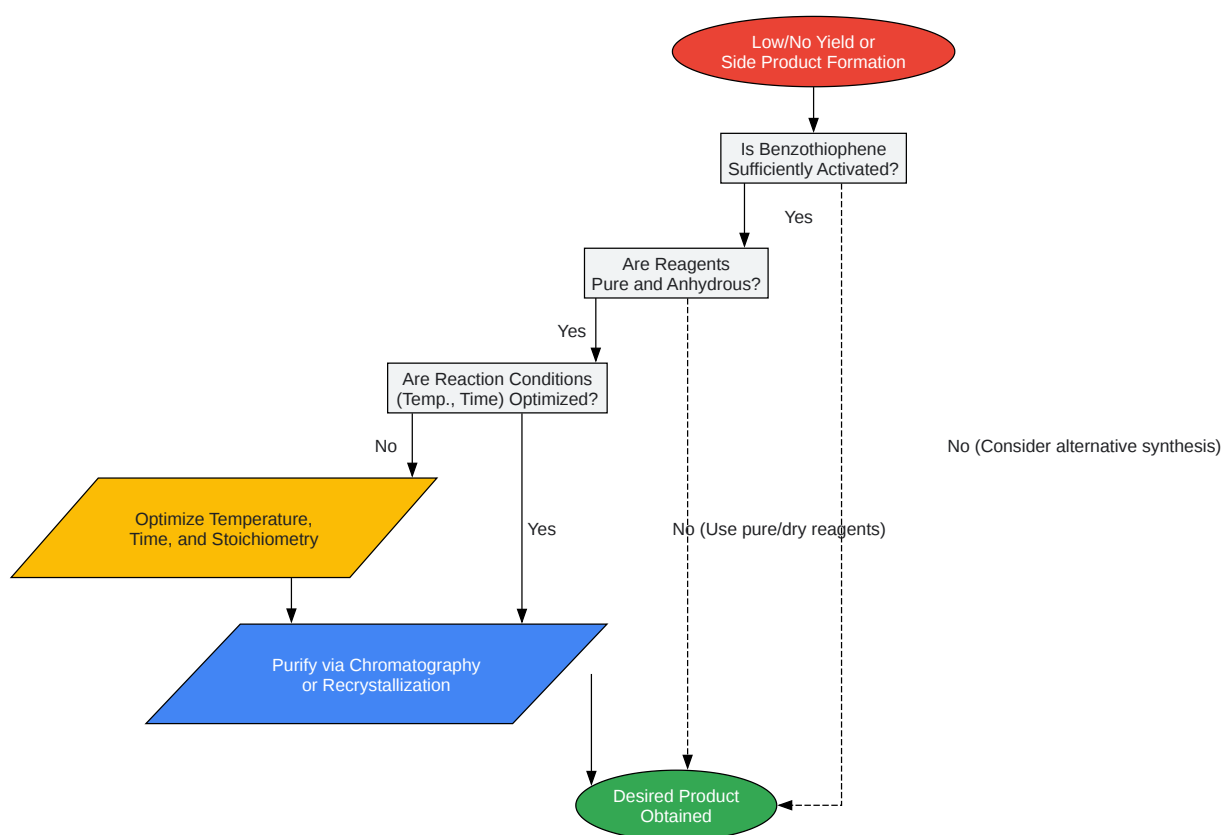 Low/No Yield or
Side Product Formation
Is Benzothiophene
Sufficiently Activated?
Yes
Are Reagents
Pure and Anhydrous?
Yes
Are Reaction Conditions
(Temp., Time) Optimized?
No
No (Consider alternative synthesis)
Optimize Temperature,
Time, and Stoichiometry
Yes
No (Use pure/dry reagents)
Purify via Chromatography
or Recrystallization
Desired Product
Obtained